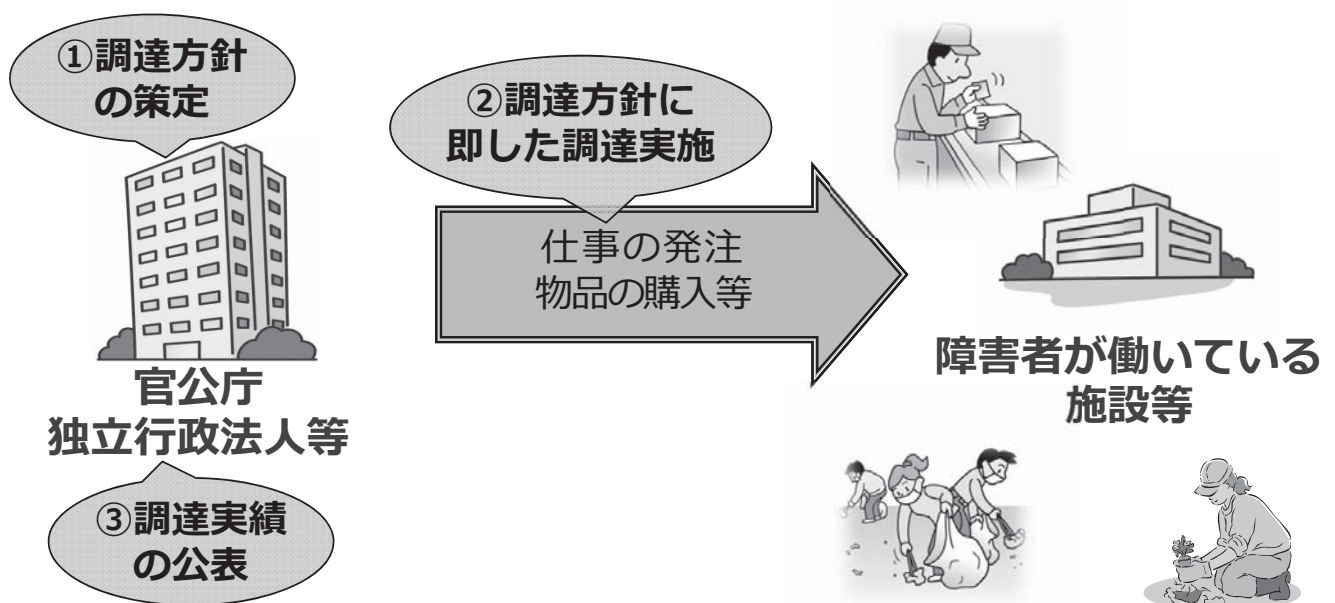 ①調達方針
の策定
②調達方針に
即した調達実施
仕事の発注
物品の購入等
官公庁
独立行政法人等
障害者が働いている
施設等
③調達実績
の公表